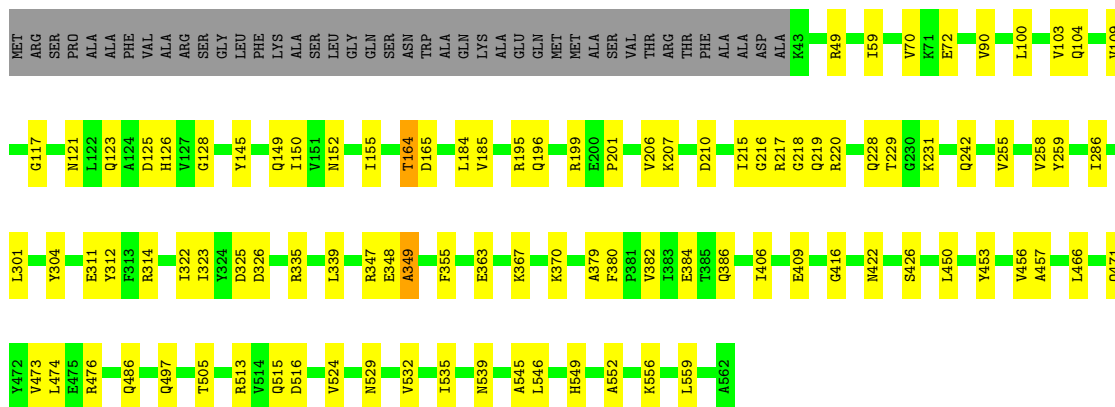 MET ARG SER PRO ALA ALA PHE VAL ALA ARG SER GLY LEU PHE LYS ALA SER LEU GLY GLN SER ASN TRP ALA GLN LYS ALA GLU GLN MET MET ALA SER VAL THR ARG THR PHE ALA ALA ASP ALA K43 R49 I59 V70 K71 E72 V90 L100 V103 Q104
G117 N121 L122 Q123 A124 D125 H126 V127 G128 Y145 Q149 I150 V151 N152 I155 T164 D165 L184 V185 R195 Q196 R199 E200 P201 V206 K207 D210 I215 G216 R217 G218 Q219 R220 Q228 T229 G230 K231 Q242 V255 V258 Y259 I286
L301 Y304 E311 Y312 F313 R314 I322 I323 Y324 D325 D326 R335 L339 R347 E348 A349 F355 E363 K367 K370 A379 F380 P381 V382 I383 E384 T385 Q386 I406 E409 G416 N422 S426 L450 Y453 V456 A457 L466
Y472 V473 L474 E475 R476 Q486 Q497 T505 R513 V514 Q515 D516 V524 N529 V532 I535 N539 A545 L546 H549 A552 K556 L559 A562